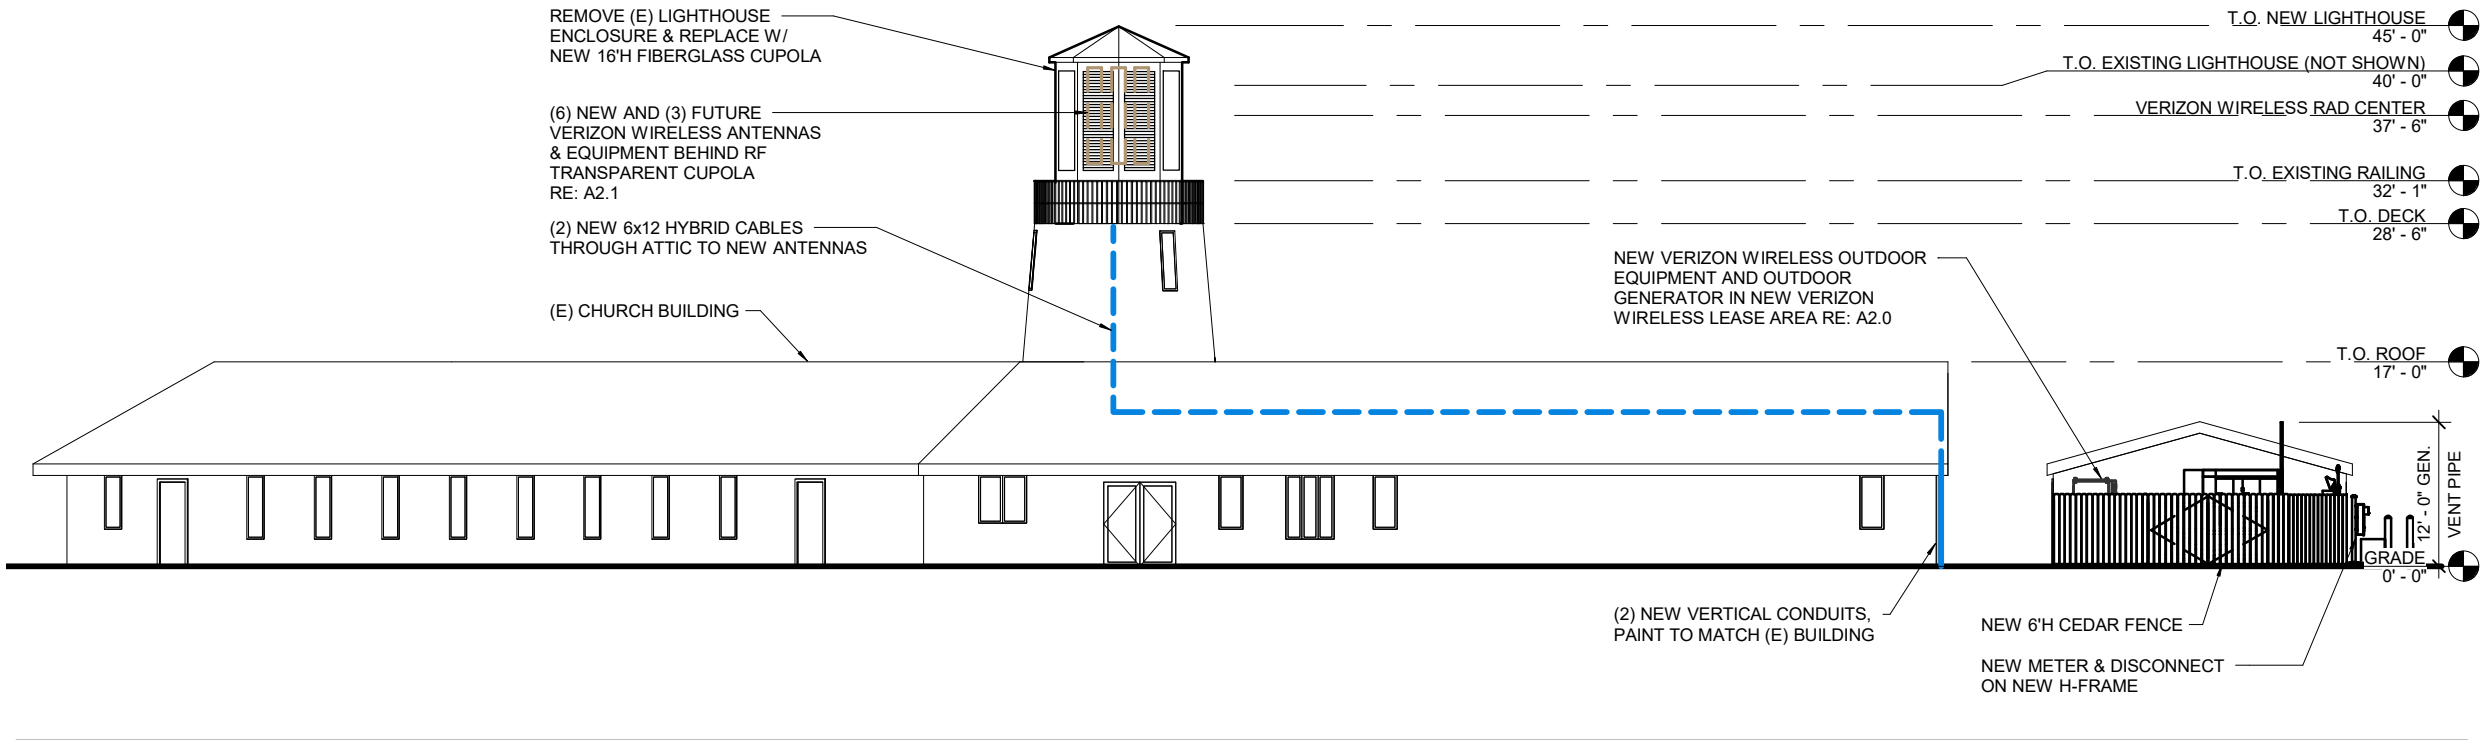 REMOVE (E) LIGHTHOUSE
ENCLOSURE & REPLACE W/
NEW 16'H FIBERGLASS CUPOLA
(6) NEW AND (3) FUTURE
VERIZON WIRELESS ANTENNAS
& EQUIPMENT BEHIND RF
TRANSPARENT CUPOLA
RE: A2.1
(2) NEW 6x12 HYBRID CABLES
THROUGH ATTIC TO NEW ANTENNAS
(E) CHURCH BUILDING
T.O. NEW LIGHTHOUSE
45' - 0"
T.O. EXISTING LIGHTHOUSE (NOT SHOWN)
40' - 0"
VERIZON WIRELESS RAD CENTER
37' - 6"
T.O. EXISTING RAILING
32' - 1"
T.O. DECK
28' - 6"
NEW VERIZON WIRELESS OUTDOOR
EQUIPMENT AND OUTDOOR
GENERATOR IN NEW VERIZON
WIRELESS LEASE AREA RE: A2.0
T.O. ROOF
17' - 0"
12' - 0" GEN.
VENT PIPE
GRADE
0' - 0"
(2) NEW VERTICAL CONDUITS,
PAINT TO MATCH (E) BUILDING
NEW 6'H CEDAR FENCE
NEW METER & DISCONNECT
ON NEW H-FRAME